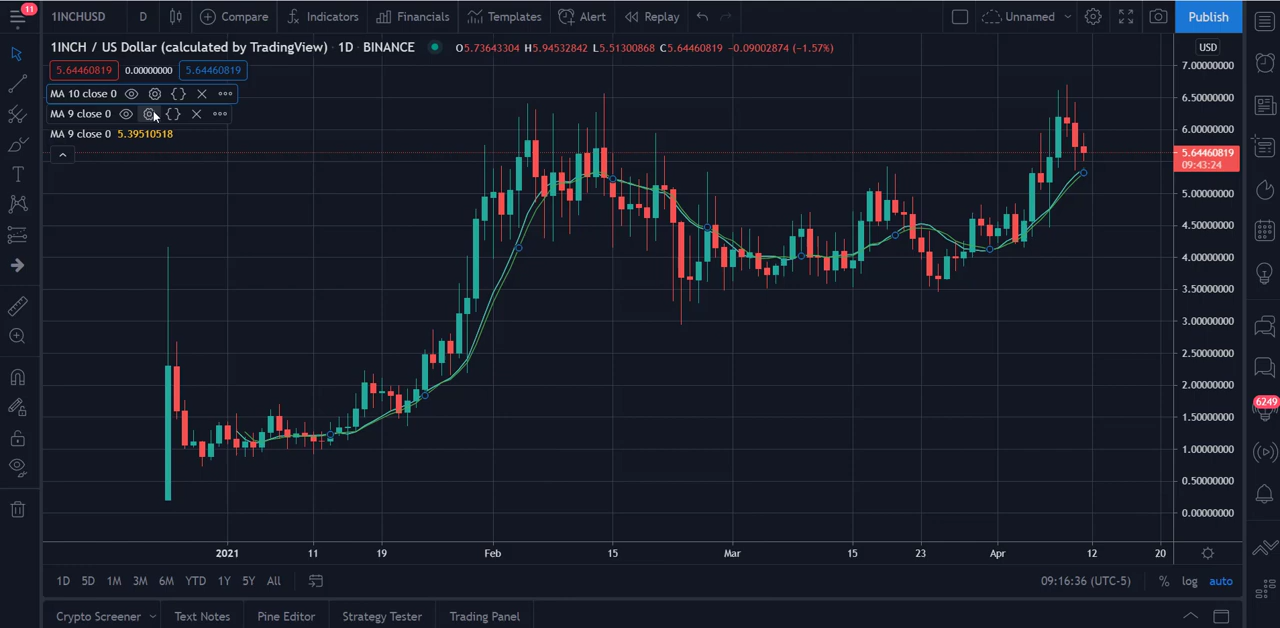 11
1INCHUSD D Compare Indicators Financials Templates Alert Replay Unnamed Publish
1INCH / US Dollar (calculated by TradingView) · 1D · BINANCE O5.73643304 H5.94532842 L5.51300868 C5.64460819 −0.09002874 (−1.57%)
USD
5.64460819 0.00000000 5.64460819
MA 10 close 0
MA 9 close 0
MA 9 close 0 5.39510518
7.00000000
6.50000000
6.00000000
5.64460819
09:43:24
5.00000000
4.50000000
4.00000000
3.50000000
3.00000000
2.50000000
2.00000000
1.50000000
1.00000000
0.50000000
0.00000000
6249
2021 11 19 Feb 15 Mar 15 23 Apr 12 20
1D 5D 1M 3M 6M YTD 1Y 5Y All 09:16:36 (UTC-5) % log auto
Crypto Screener Text Notes Pine Editor Strategy Tester Trading Panel